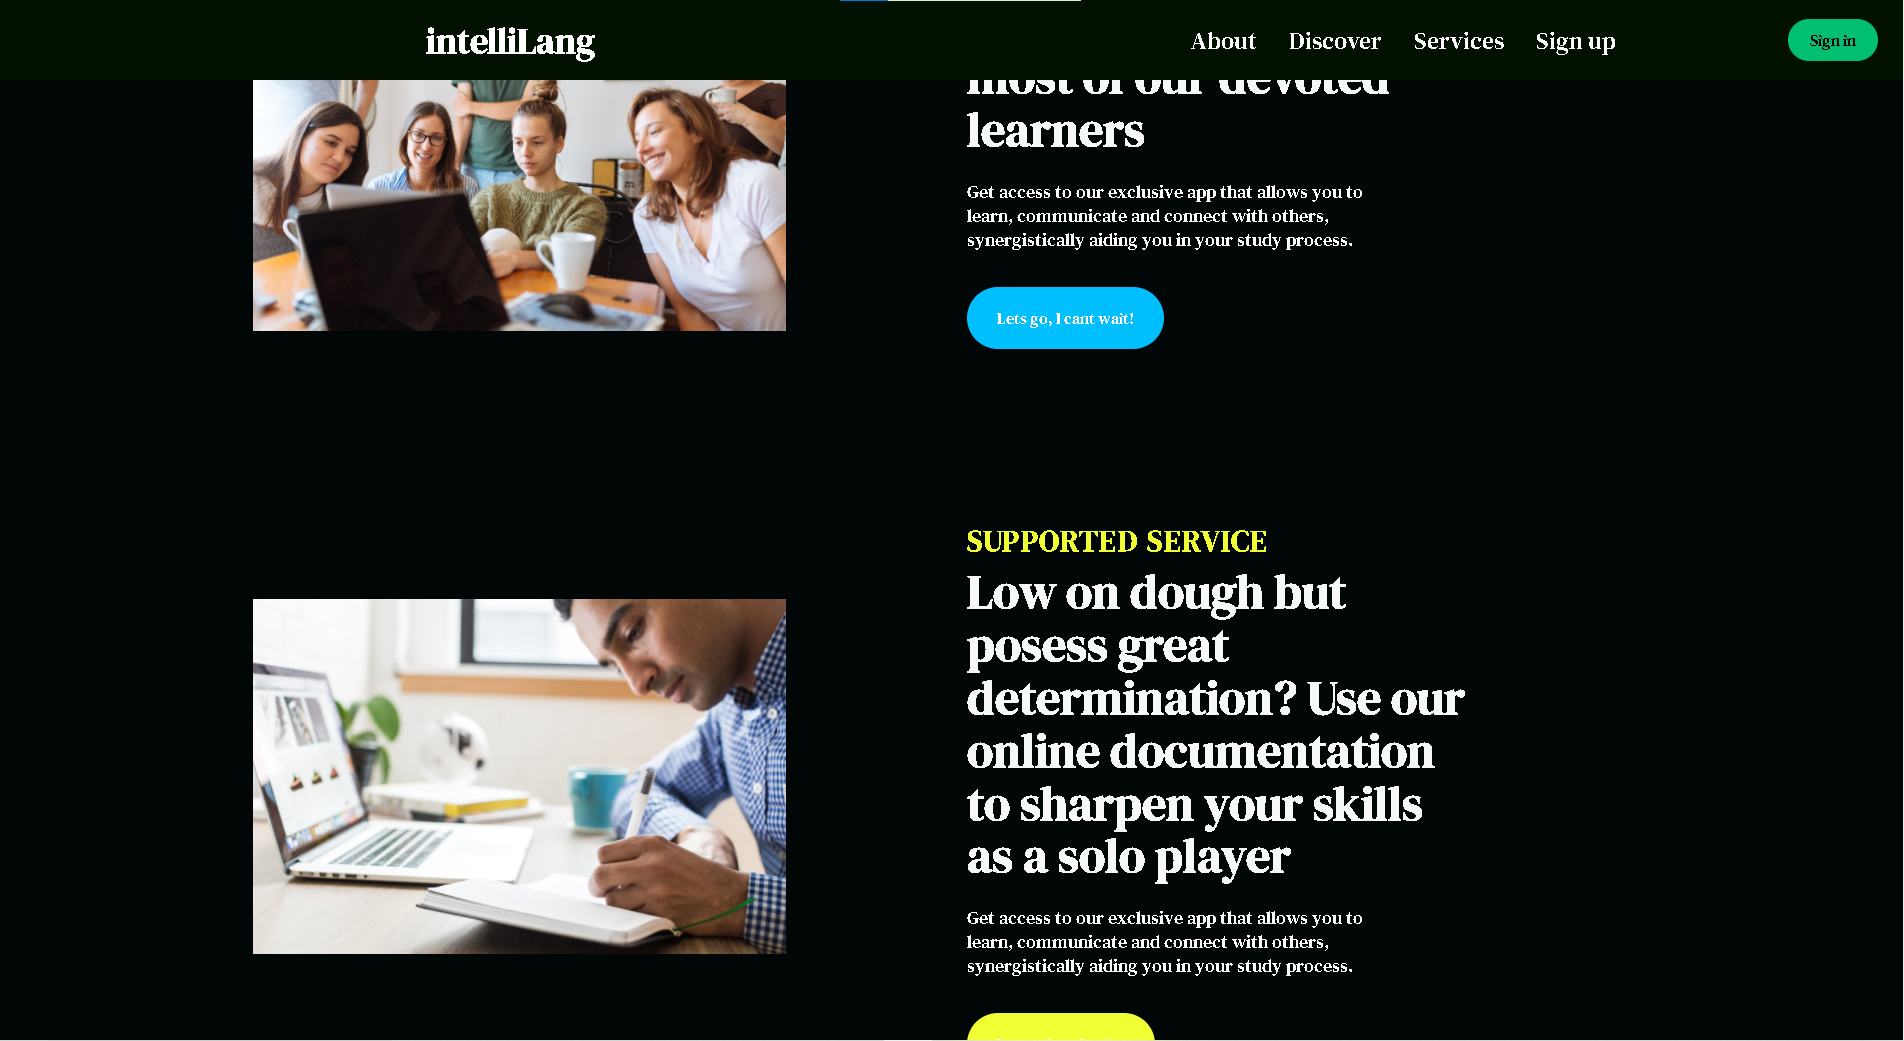 intelliLang
About Discover Services Sign up
Sign in
most of our devoted
learners
Get access to our exclusive app that allows you to
learn, communicate and connect with others,
synergistically aiding you in your study process.
Lets go, I cant wait!
SUPPORTED SERVICE
Low on dough but
posess great
determination? Use our
online documentation
to sharpen your skills
as a solo player
Get access to our exclusive app that allows you to
learn, communicate and connect with others,
synergistically aiding you in your study process.